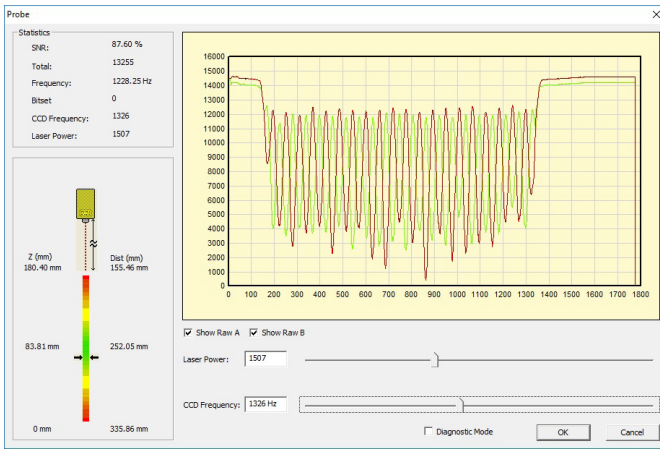 Probe
Statistics
SNR: 87.60 %
Total: 13255
Frequency: 1228.25 Hz
Bitset 0
CCD Frequency: 1326
Laser Power: 1507
Z (mm) Dist (mm)
180.40 mm 155.46 mm
83.81 mm 252.05 mm
0 mm 335.86 mm
16000
15000
14000
13000
12000
11000
10000
9000
8000
7000
6000
5000
4000
3000
2000
1000
0
0 100 200 300 400 500 600 700 800 900 1000 1100 1200 1300 1400 1500 1600 1700 1800
Show Raw A Show Raw B
Laser Power: 1507
CCD Frequency: 1326 Hz
Diagnostic Mode OK Cancel